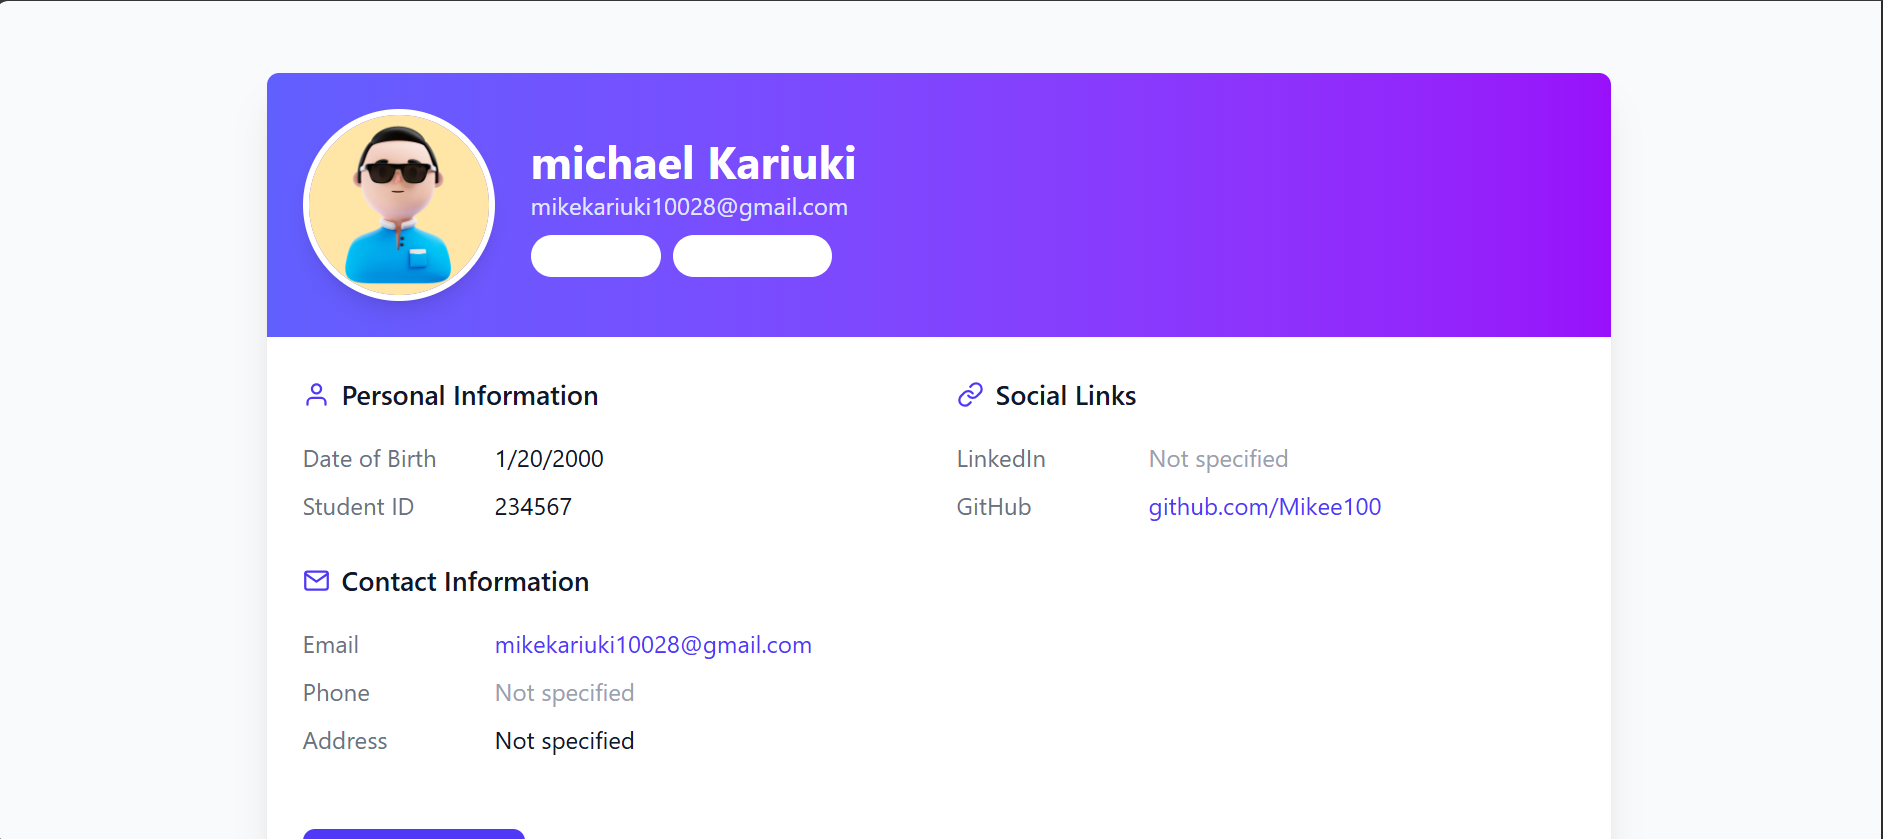 michael Kariuki
mikekariuki10028@gmail.com
Personal Information
Date of Birth 1/20/2000
Student ID 234567
Contact Information
Email mikekariuki10028@gmail.com
Phone Not specified
Address Not specified
Social Links
LinkedIn Not specified
GitHub github.com/Mikee100